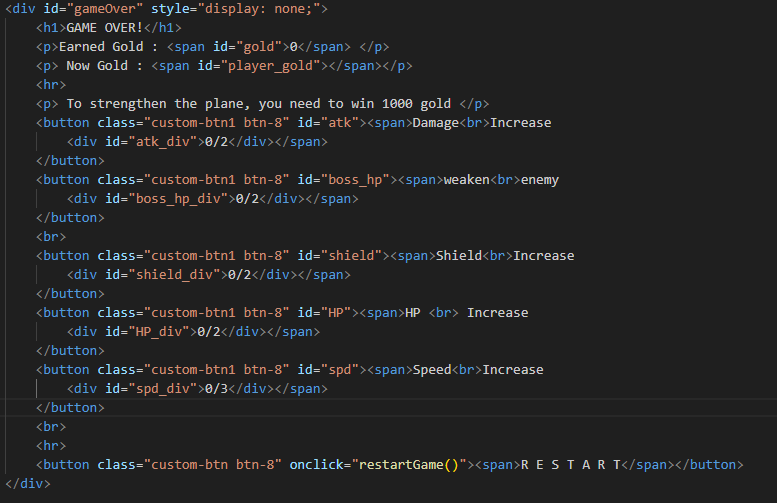 <div id="gameOver" style="display: none;">
<h1>GAME OVER!</h1>
<p>Earned Gold : <span id="gold">0</span> </p>
<p> Now Gold : <span id="player_gold"></span></p>
<hr>
<p> To strengthen the plane, you need to win 1000 gold </p>
<button class="custom-btn1 btn-8" id="atk"><span>Damage<br>Increase
<div id="atk_div">0/2</div></span>
</button>
<button class="custom-btn1 btn-8" id="boss_hp"><span>weaken<br>enemy
<div id="boss_hp_div">0/2</div></span>
</button>
<br>
<button class="custom-btn1 btn-8" id="shield"><span>Shield<br>Increase
<div id="shield_div">0/2</div></span>
</button>
<button class="custom-btn1 btn-8" id="HP"><span>HP <br> Increase
<div id="HP_div">0/2</div></span>
</button>
<button class="custom-btn1 btn-8" id="spd"><span>Speed<br>Increase
<div id="spd_div">0/3</div></span>
</button>
<br>
<hr>
<button class="custom-btn btn-8" onclick="restartGame()"><span>R E S T A R T</span></button>
</div>